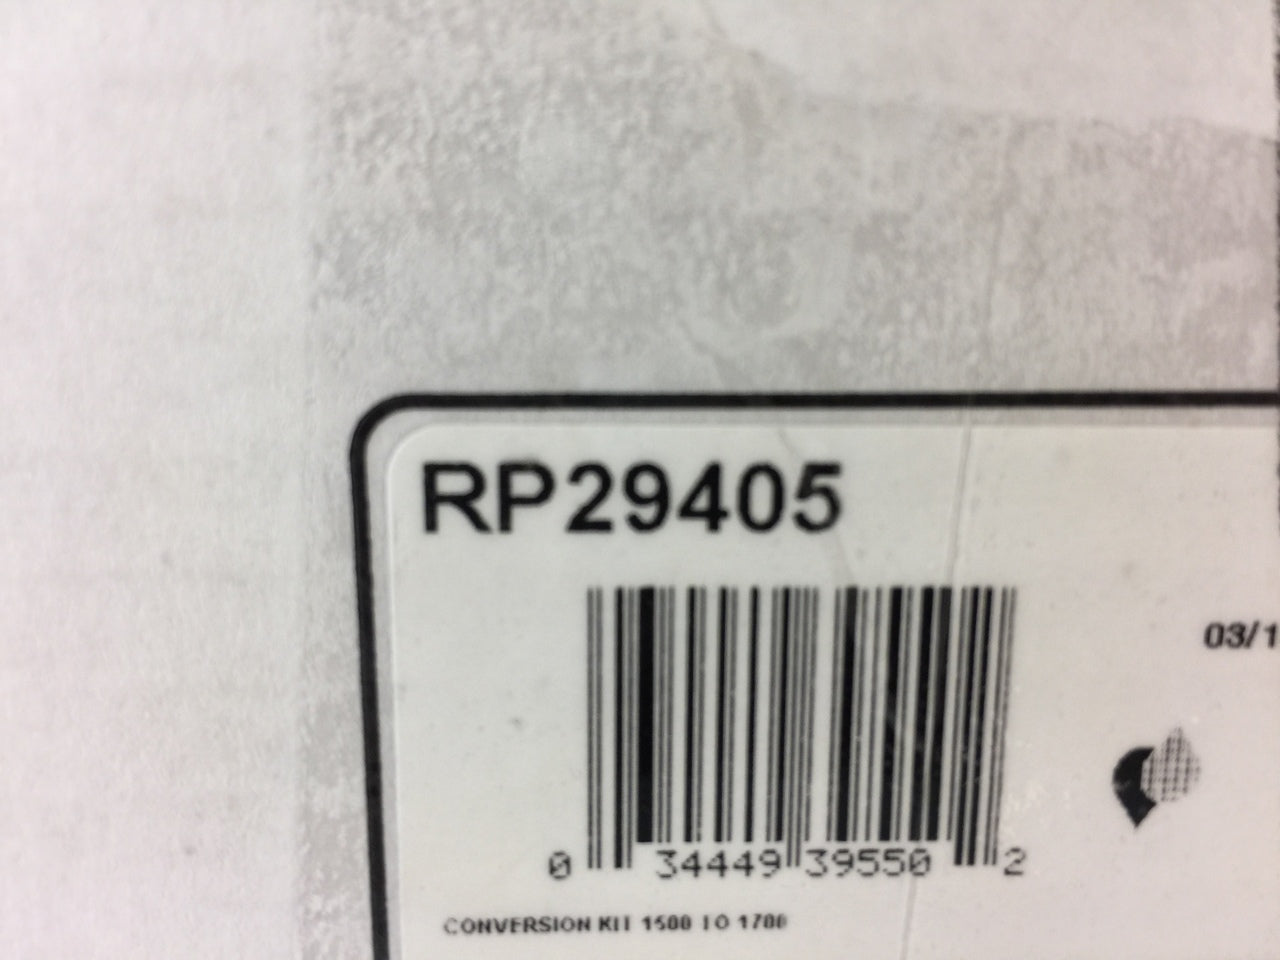 RP29405
03/1
0 34449 39550 2
CONVERSION KIT 1500 TO 1700